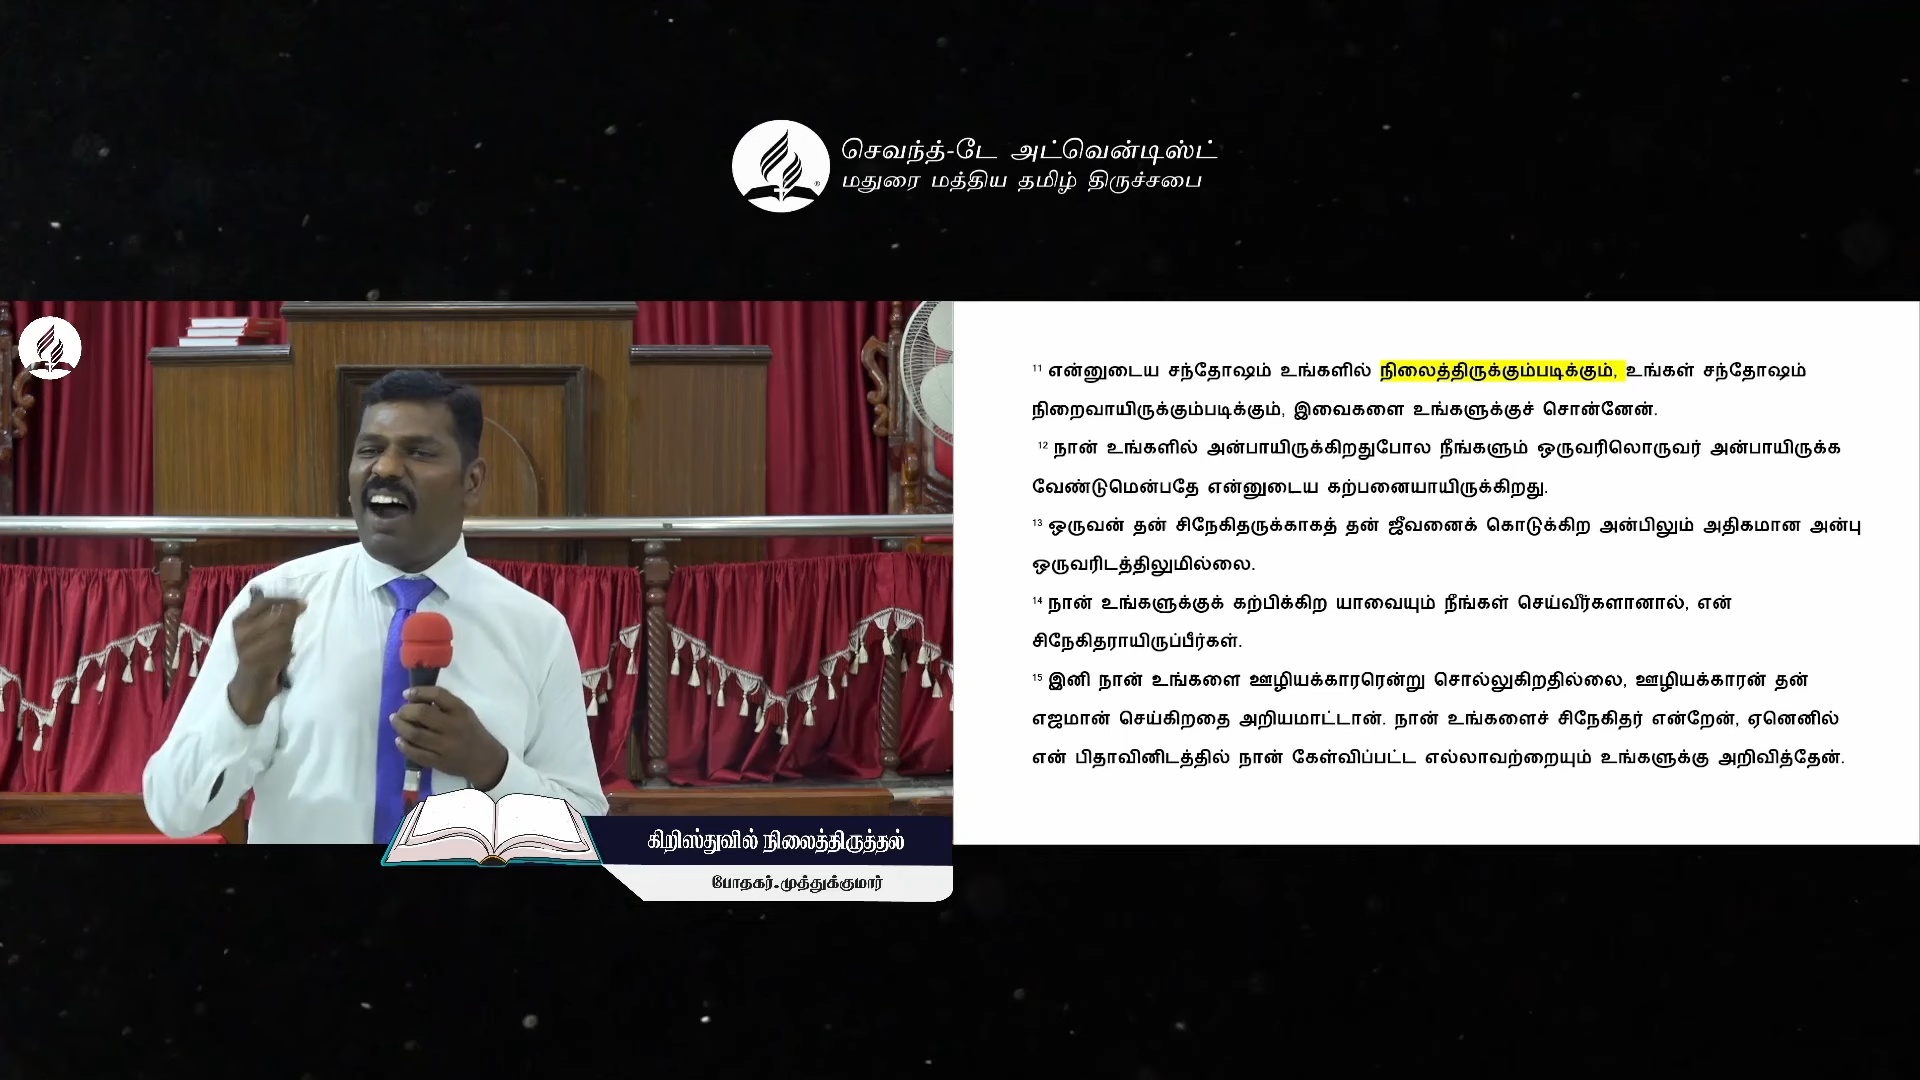 செவந்த்-டே அட்வென்டிஸ்ட்
மதுரை மத்திய தமிழ் திருச்சபை
11 என்னுடைய சந்தோஷம் உங்களில் நிலைத்திருக்கும்படிக்கும், உங்கள் சந்தோஷம்
நிறைவாயிருக்கும்படிக்கும், இவைகளை உங்களுக்குச் சொன்னேன்.
12 நான் உங்களில் அன்பாயிருக்கிறதுபோல நீங்களும் ஒருவரிலொருவர் அன்பாயிருக்க
வேண்டுமென்பதே என்னுடைய கற்பனையாயிருக்கிறது.
13 ஒருவன் தன் சிநேகிதருக்காகத் தன் ஜீவனைக் கொடுக்கிற அன்பிலும் அதிகமான அன்பு
ஒருவரிடத்திலுமில்லை.
14 நான் உங்களுக்குக் கற்பிக்கிற யாவையும் நீங்கள் செய்வீர்களானால், என்
சிநேகிதராயிருப்பீர்கள்.
15 இனி நான் உங்களை ஊழியக்காரரென்று சொல்லுகிறதில்லை, ஊழியக்காரன் தன்
எஜமான் செய்கிறதை அறியமாட்டான். நான் உங்களைச் சிநேகிதர் என்றேன், ஏனெனில்
என் பிதாவினிடத்தில் நான் கேள்விப்பட்ட எல்லாவற்றையும் உங்களுக்கு அறிவித்தேன்.
கிறிஸ்துவில் நிலைத்திருத்தல்
போதகர்.முத்துக்குமார்